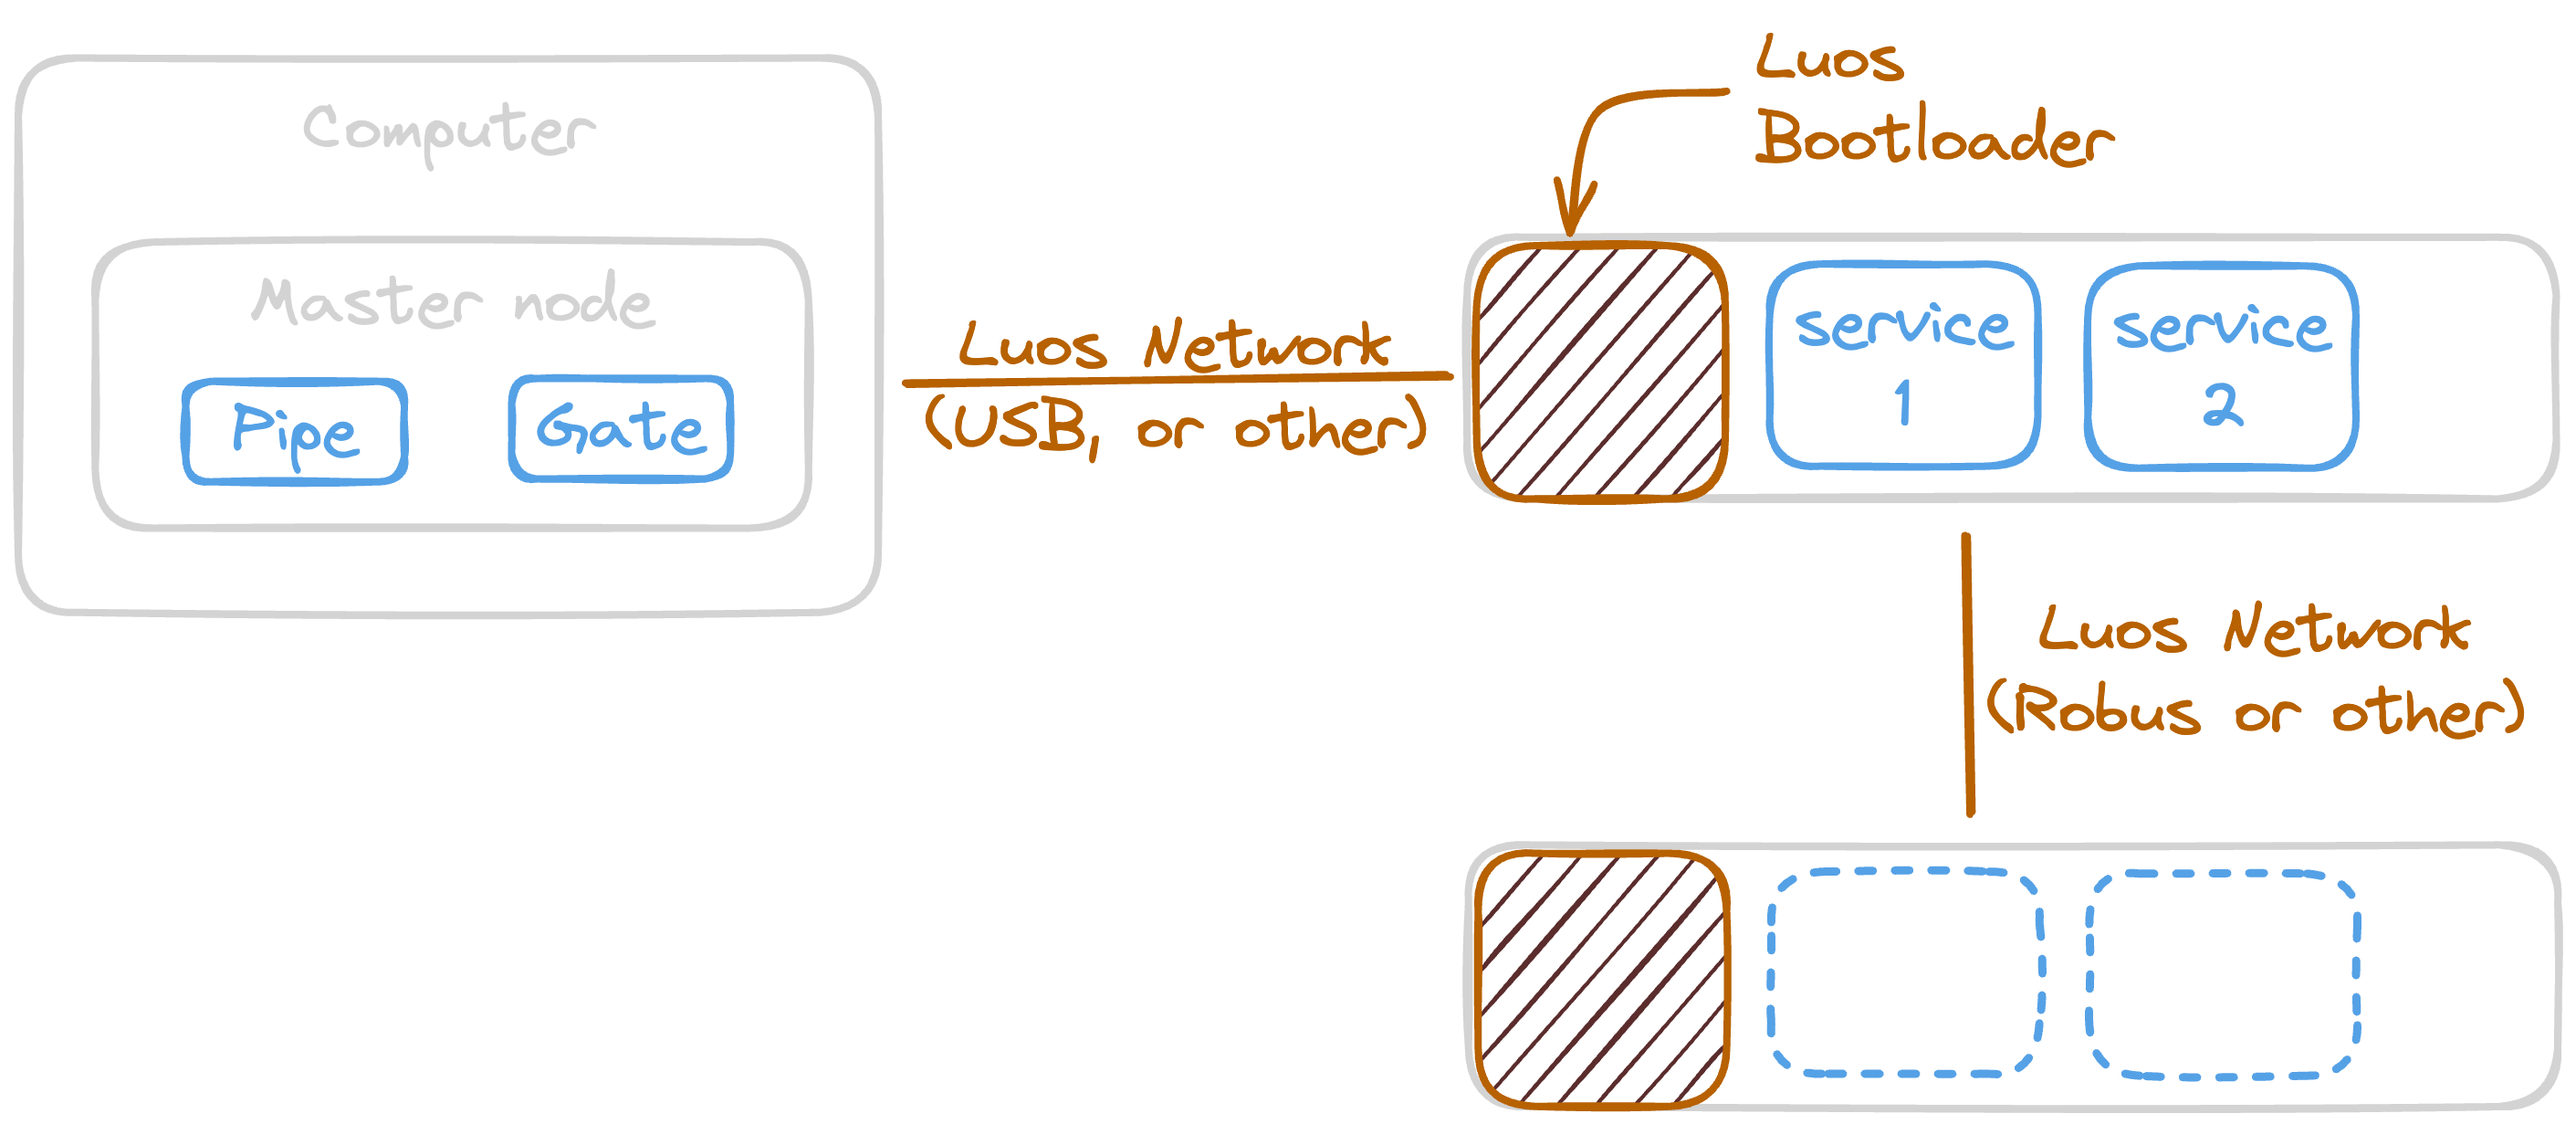 Computer
Master node
Pipe
Gate
Luos Network
(USB, or other)
Luos
Bootloader
service
1
service
2
Luos Network
(Robus or other)